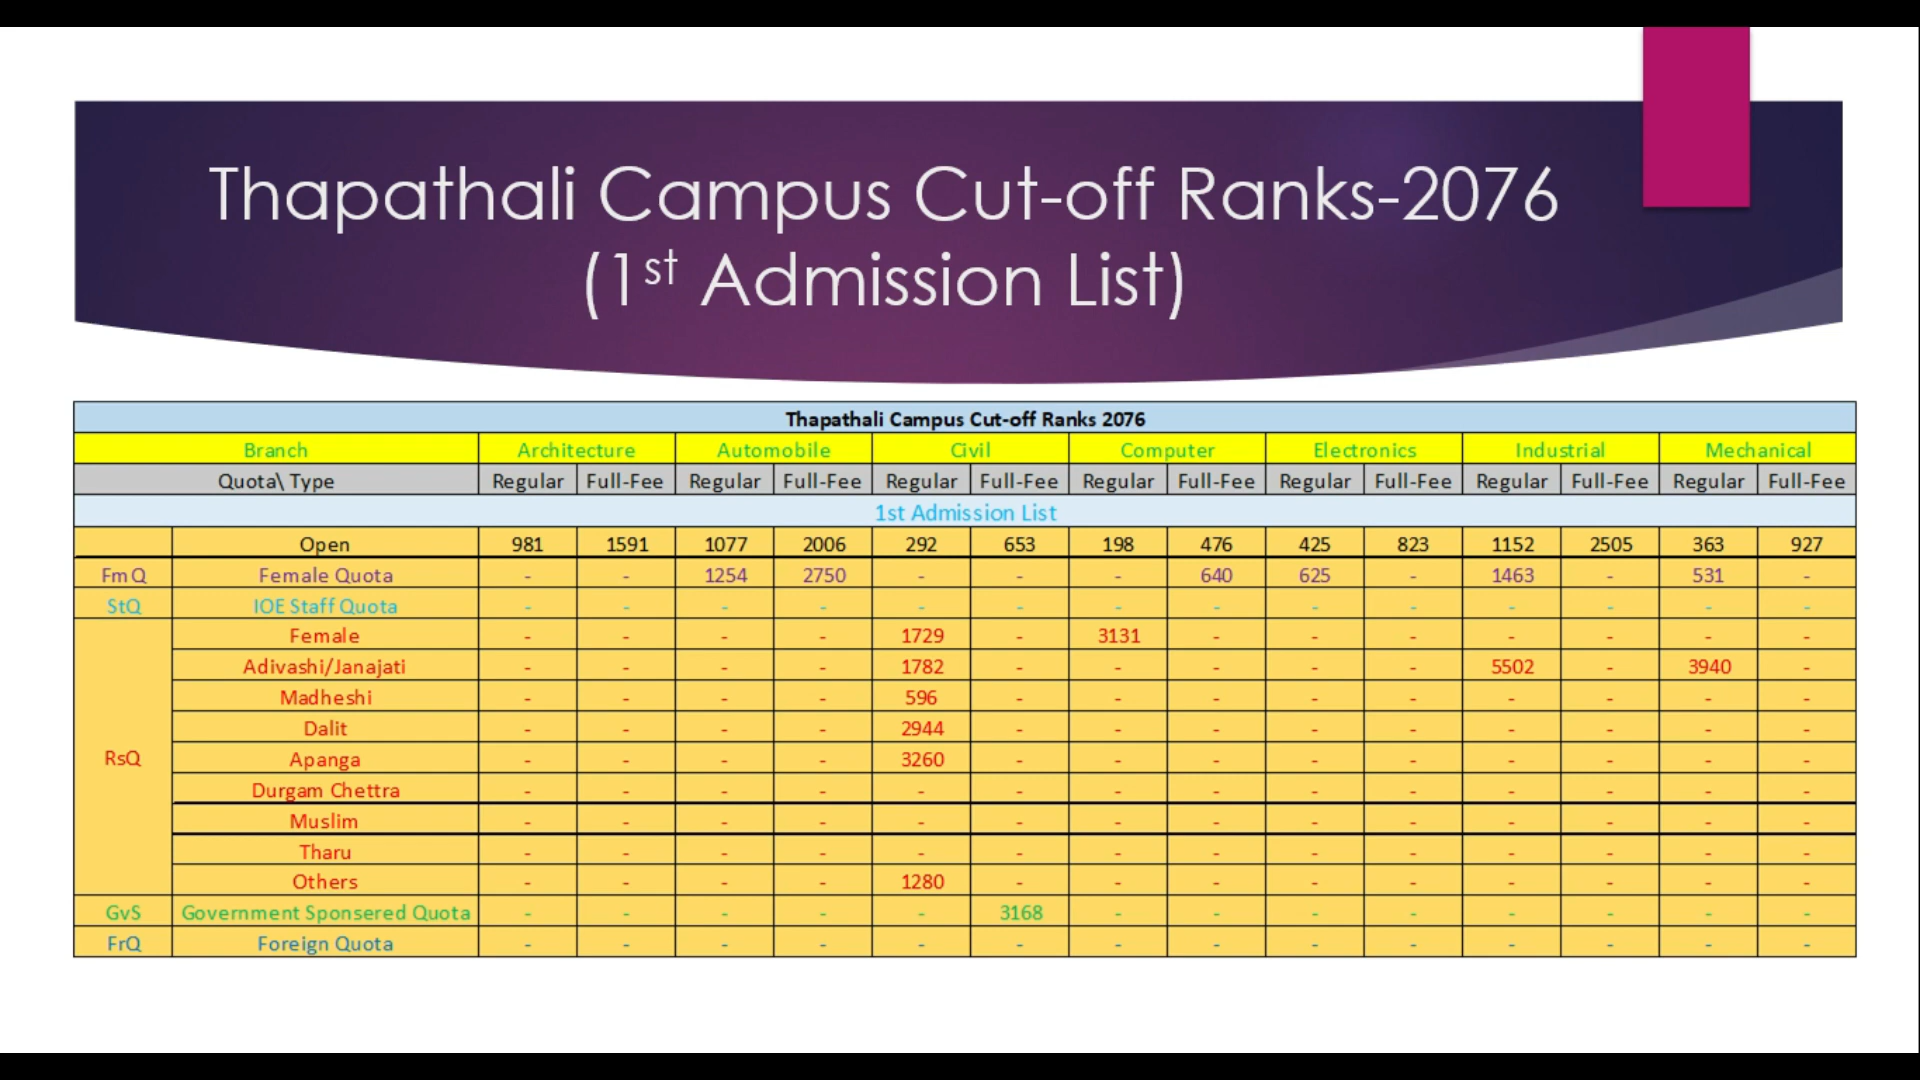 Thapathali Campus Cut-off Ranks-2076
(1st Admission List)
Thapathali Campus Cut-off Ranks 2076
Branch Architecture Automobile Civil Computer Electronics Industrial Mechanical
Quota\ Type Regular Full-Fee Regular Full-Fee Regular Full-Fee Regular Full-Fee Regular Full-Fee Regular Full-Fee Regular Full-Fee
1st Admission List
Open 981 1591 1077 2006 292 653 198 476 425 823 1152 2505 363 927
FmQ Female Quota - - 1254 2750 - - - 640 625 - 1463 - 531 -
StQ IOE Staff Quota - - - - - - - - - - - - - -
Female - - - - 1729 - 3131 - - - - - - -
Adivashi/Janajati - - - - 1782 - - - - - 5502 - 3940 -
Madheshi - - - - 596 - - - - - - - - -
Dalit - - - - 2944 - - - - - - - - -
RsQ Apanga - - - - 3260 - - - - - - - - -
Durgam Chettra - - - - - - - - - - - - - -
Muslim - - - - - - - - - - - - - -
Tharu - - - - - - - - - - - - - -
Others - - - - 1280 - - - - - - - - -
GvS Government Sponsered Quota - - - - - 3168 - - - - - - - -
FrQ Foreign Quota - - - - - - - - - - - - - -